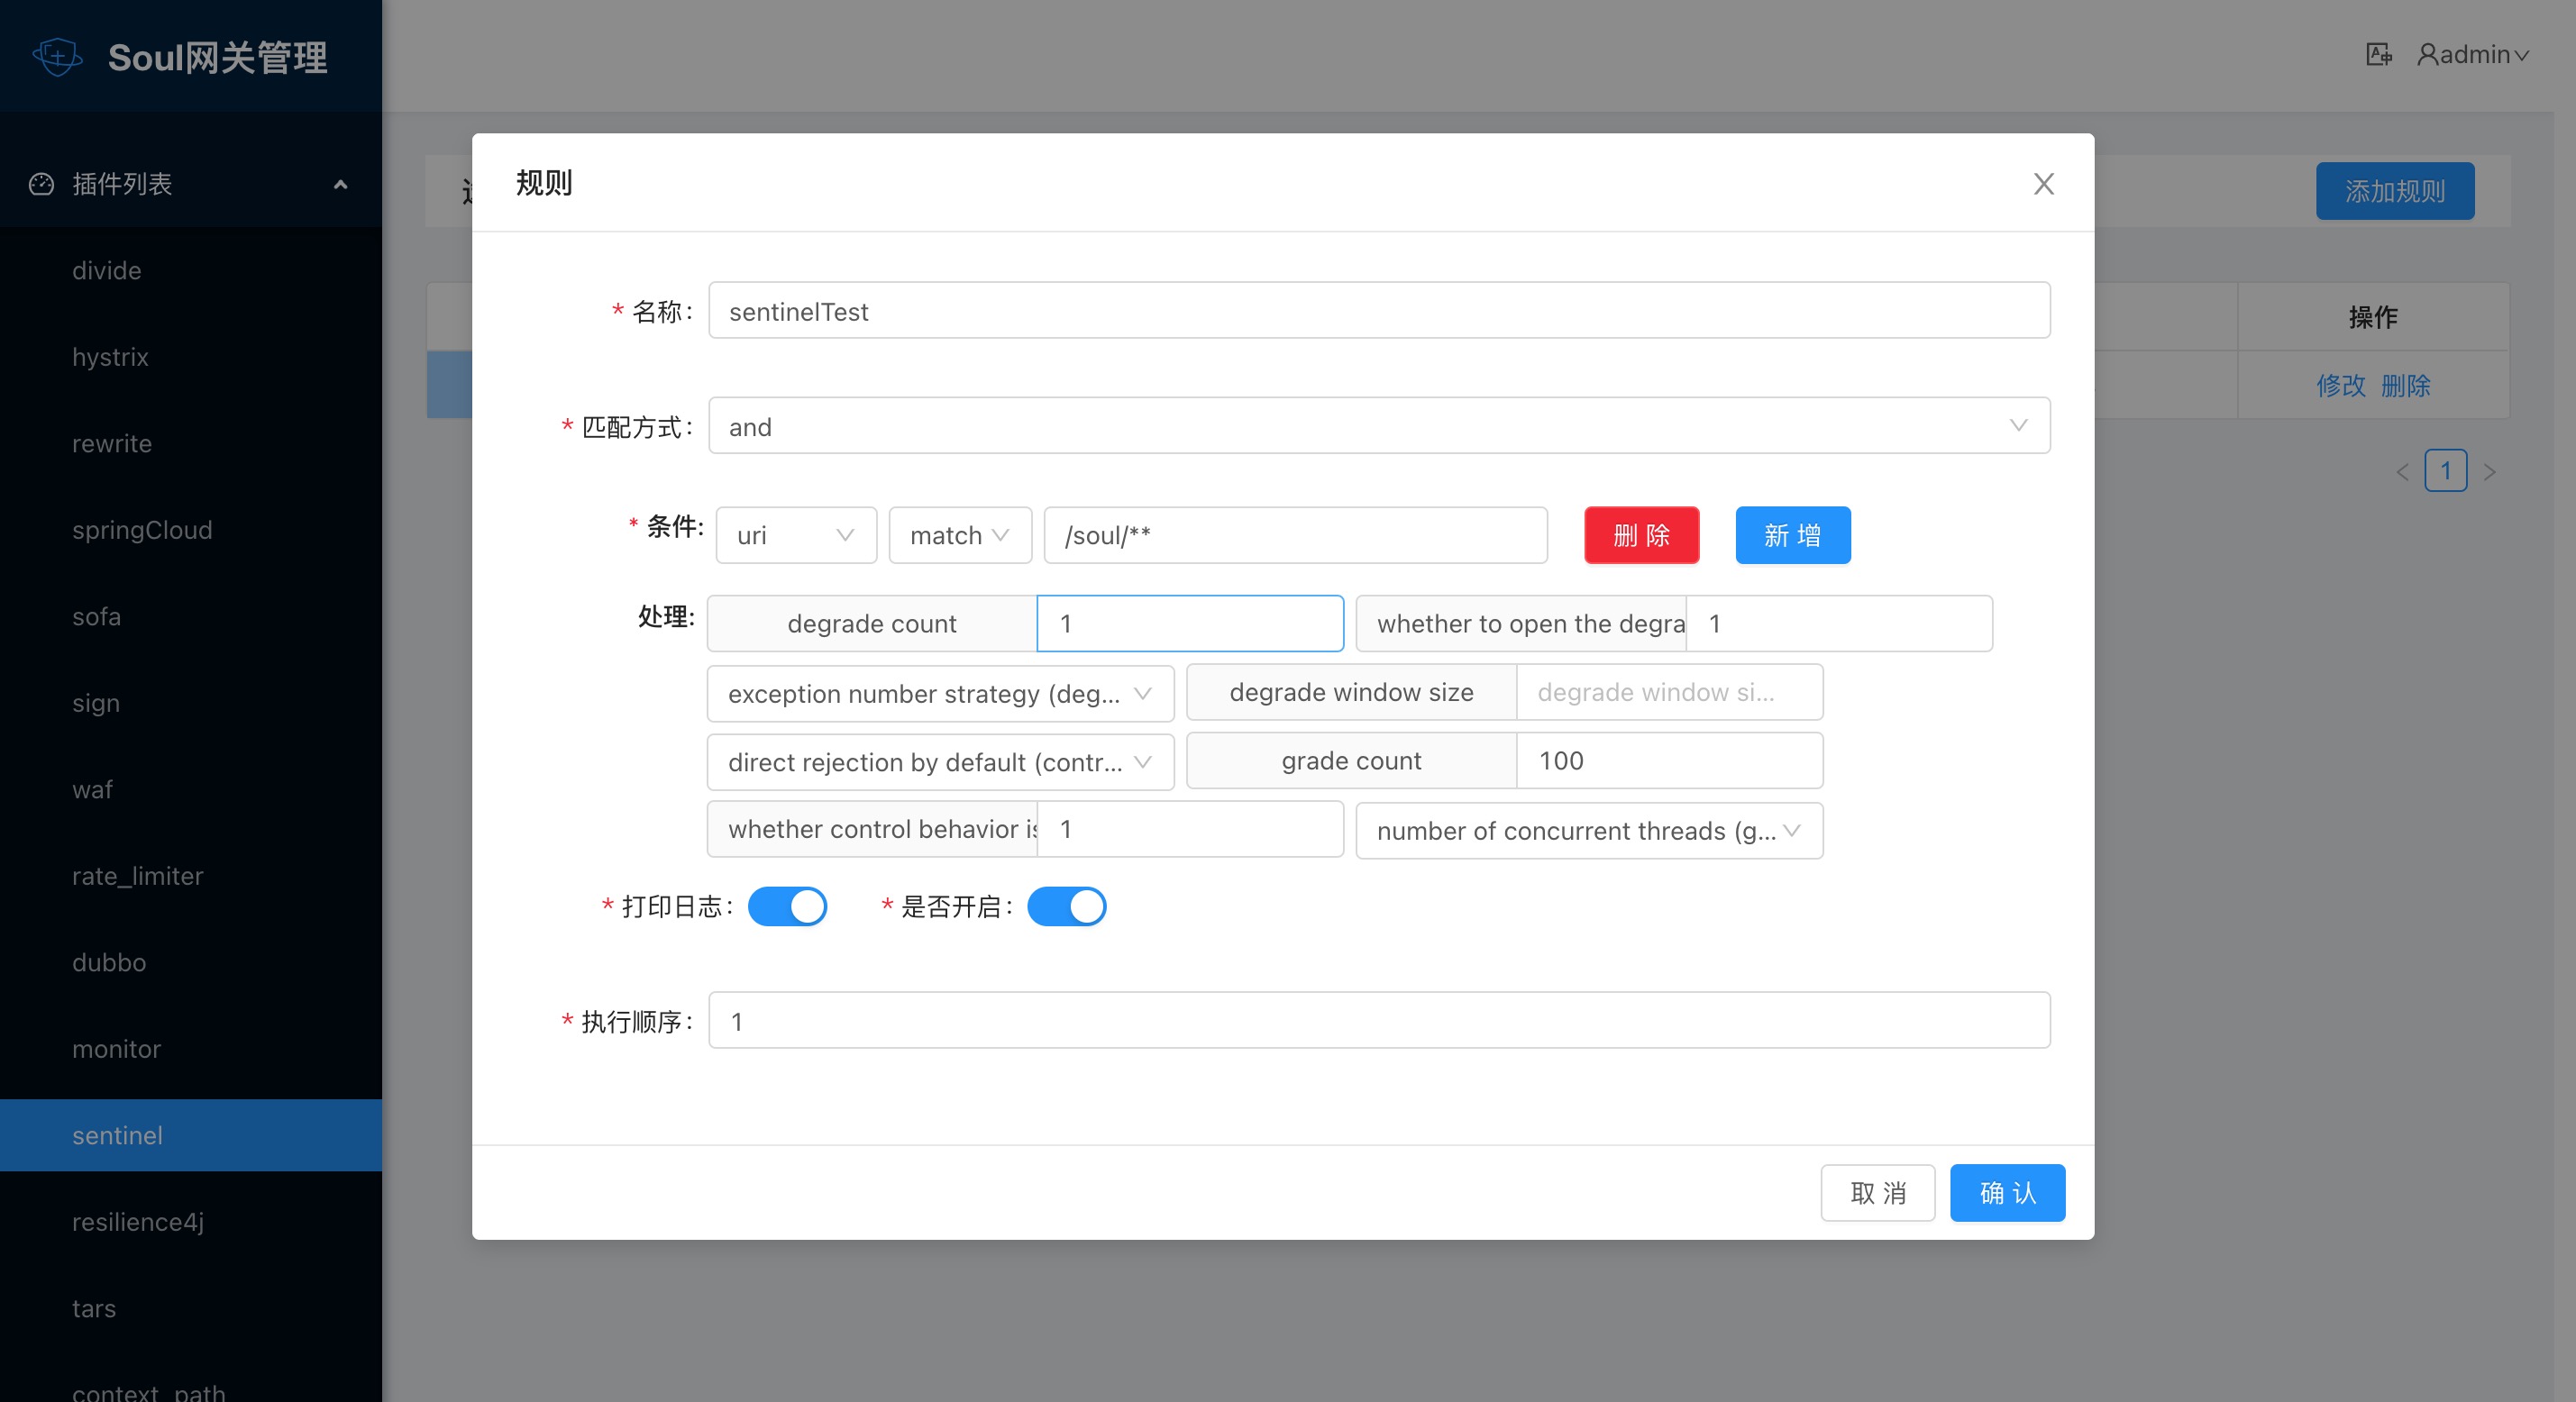 Soul网关管理
admin
插件列表
divide
hystrix
rewrite
springCloud
sofa
sign
waf
rate_limiter
dubbo
monitor
sentinel
resilience4j
tars
context_path
添加规则
操作
修改 删除
1
规则
* 名称: sentinelTest
* 匹配方式: and
* 条件: uri match /soul/** 删 除 新 增
处理: degrade count 1 whether to open the degra 1
exception number strategy (deg... degrade window size degrade window si...
direct rejection by default (contr... grade count 100
whether control behavior is 1 number of concurrent threads (g...
* 打印日志: * 是否开启:
* 执行顺序: 1
取 消 确 认